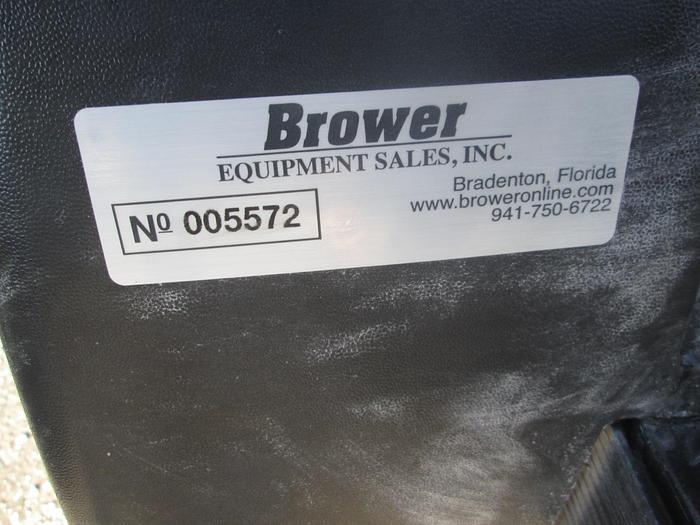 Brower
EQUIPMENT SALES, INC.
Bradenton, Florida
www.broweronline.com
941-750-6722
Nº 005572